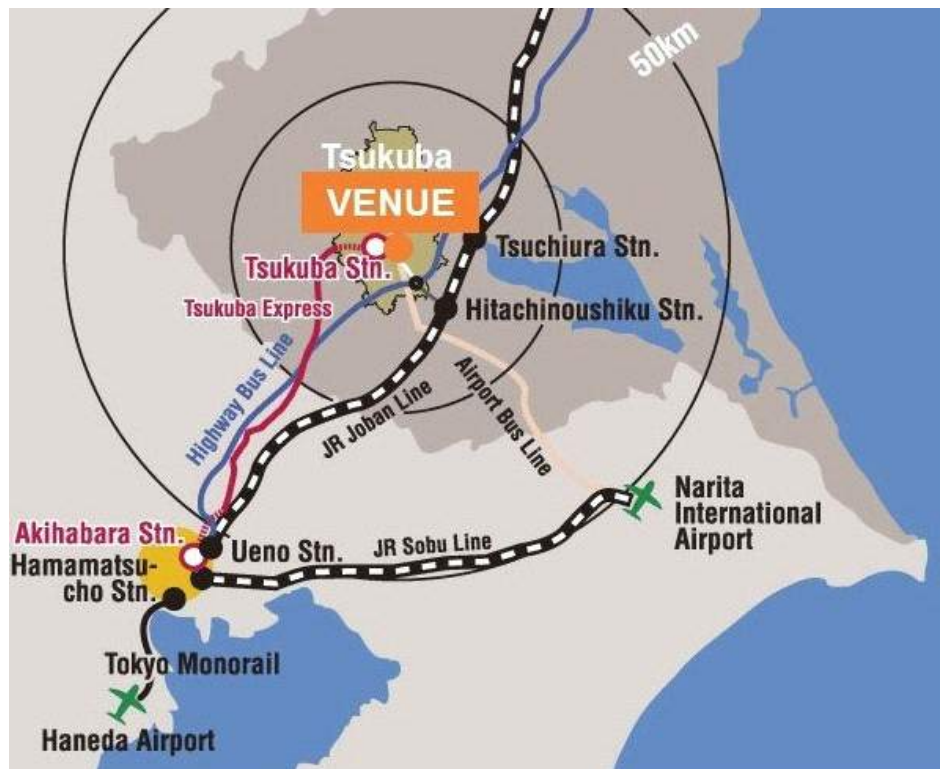 50km
Tsukuba
VENUE
Tsukuba Stn.
Tsuchiura Stn.
Tsukuba Express
Hitachinoushiku Stn.
Highway Bus Line
JR Joban Line
Airport Bus Line
Narita
International
Airport
Akihabara Stn.
Ueno Stn.
JR Sobu Line
Hamamatsu-
cho Stn.
Tokyo Monorail
Haneda Airport